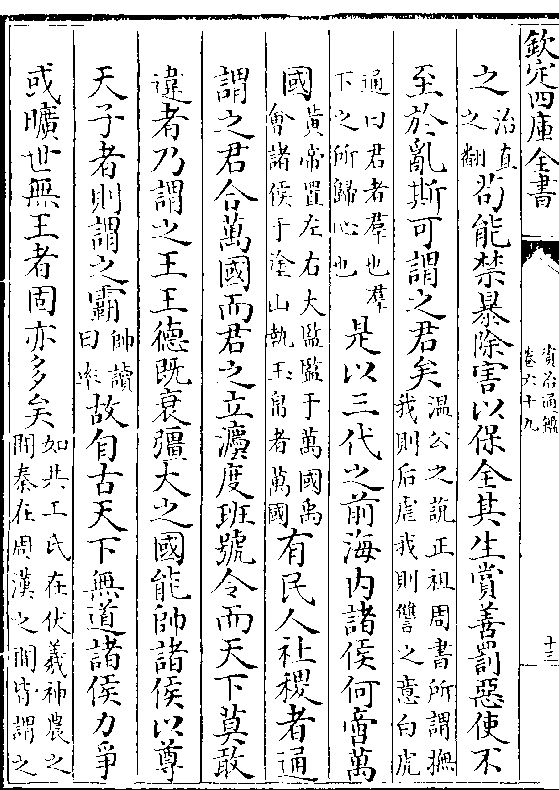 欽定四庫全書
資治通鑑
卷六十九
十三
之治直之翻苟能禁暴除害以保全其生賞善罰惡使不
至於亂斯可謂之君矣溫公之說正祖周書所謂撫我則后虐我則讐之意白虎
通曰君者羣也羣下之所歸心也是以三代之前海内諸侯何啻萬
國黄帝置左右大監監于萬國禹會諸侯于塗山執玉帛者萬國有民人社稷者通
謂之君合萬國而君之立灋度班號令而天下莫敢
違者乃謂之王王德既衰彊大之國能帥諸侯以尊
天子者則謂之霸帥讀曰率故自古天下無道諸侯力爭
或曠世無王者固亦多矣如共工氏在伏羲神農之間秦在周漢之間皆謂之